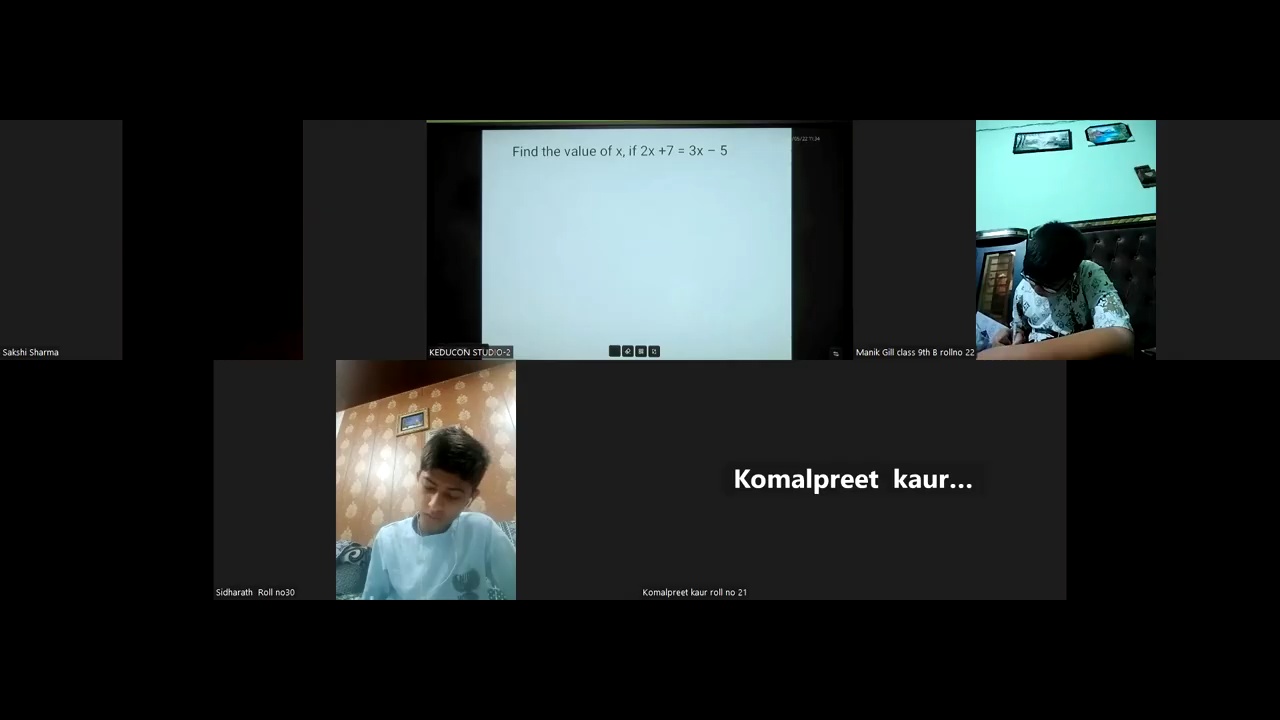 Find the value of x, if 2x +7 = 3x – 5
Sakshi Sharma
KEDUCON STUDIO-2
Manik Gill class 9th B rollno 22
Komalpreet kaur...
Sidharath Roll no30
Komalpreet kaur roll no 21